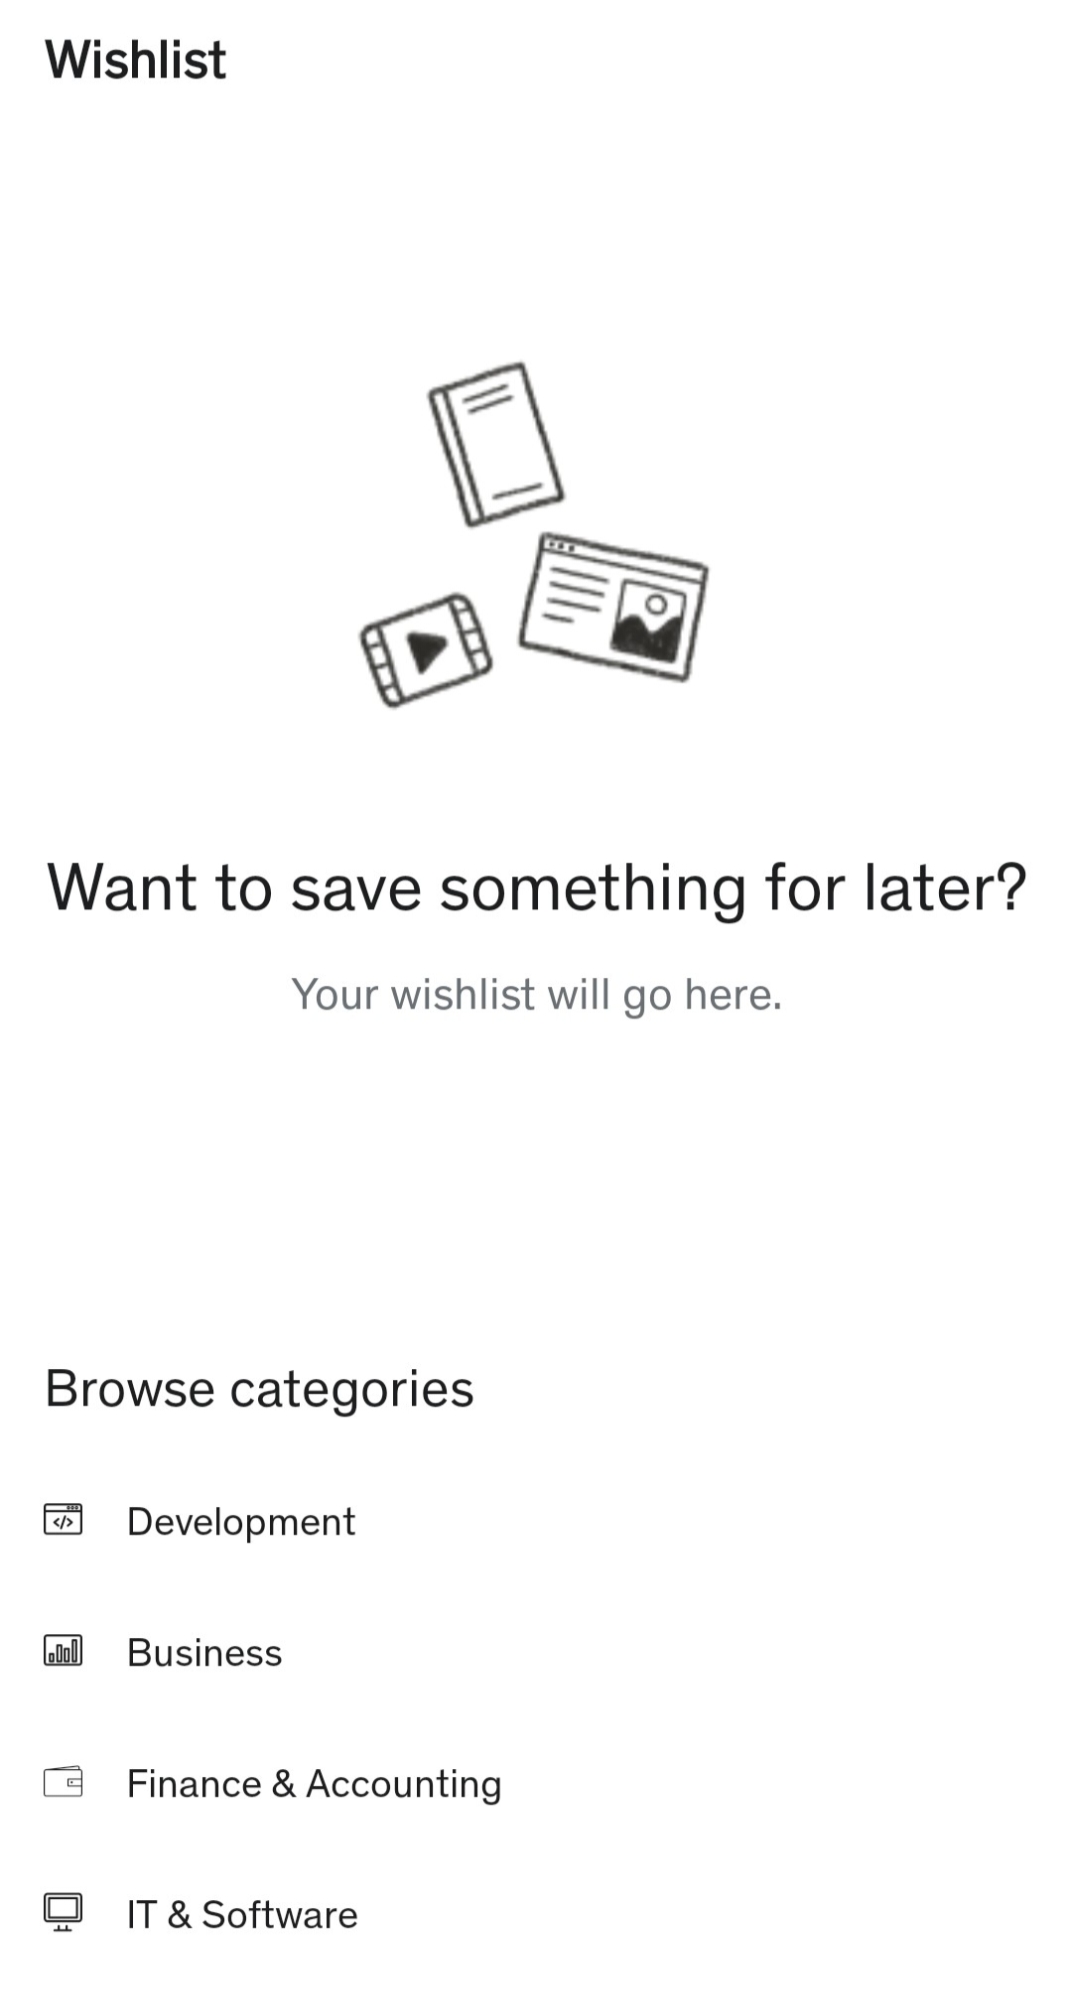 Wishlist
Want to save something for later?
Your wishlist will go here.
Browse categories
Development
Business
Finance & Accounting
IT & Software